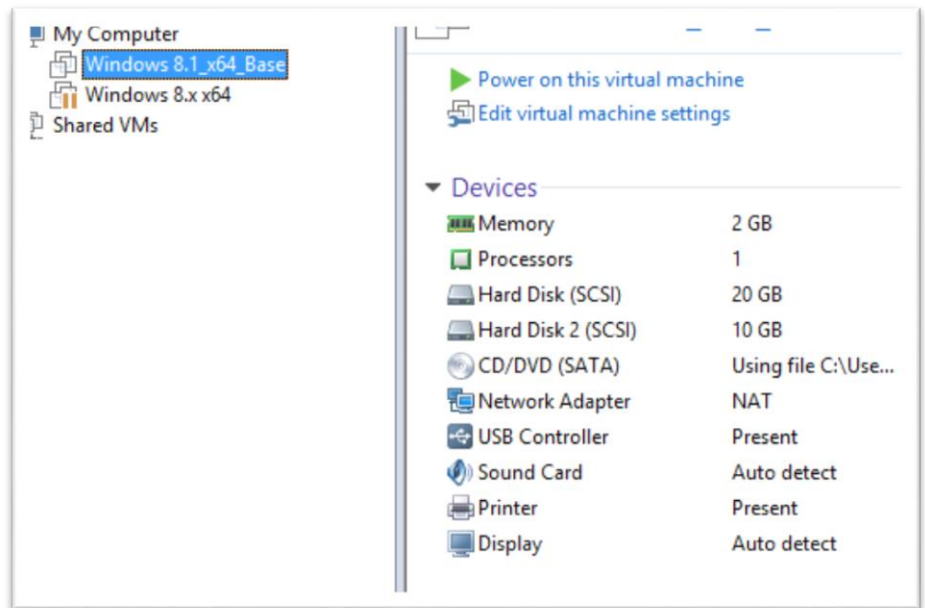 My Computer
Windows 8.1_x64_Base
Windows 8.x x64
Shared VMs
Power on this virtual machine
Edit virtual machine settings
Devices
Memory 2 GB
Processors 1
Hard Disk (SCSI) 20 GB
Hard Disk 2 (SCSI) 10 GB
CD/DVD (SATA) Using file C:\Use...
Network Adapter NAT
USB Controller Present
Sound Card Auto detect
Printer Present
Display Auto detect